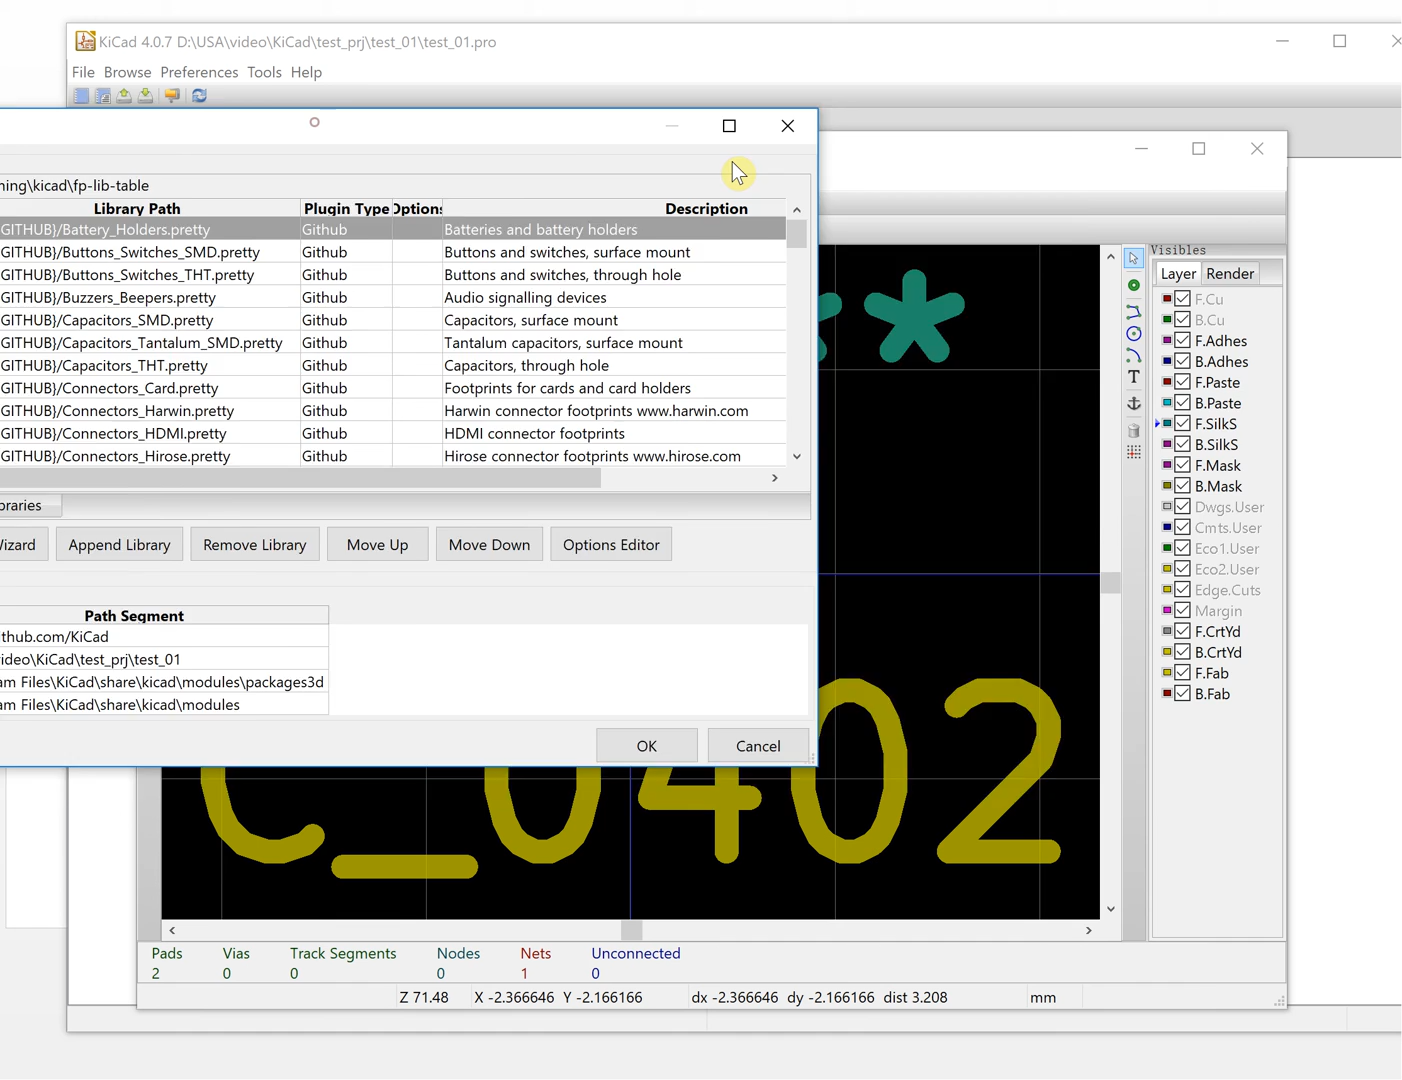 KiCad 4.0.7 D:\USA\video\KiCad\test_prj\test_01\test_01.pro
File Browse Preferences Tools Help
ning\kicad\fp-lib-table
Library Path Plugin Type Options Description
GITHUB}/Battery_Holders.pretty Github Batteries and battery holders
GITHUB}/Buttons_Switches_SMD.pretty Github Buttons and switches, surface mount
GITHUB}/Buttons_Switches_THT.pretty Github Buttons and switches, through hole
GITHUB}/Buzzers_Beepers.pretty Github Audio signalling devices
GITHUB}/Capacitors_SMD.pretty Github Capacitors, surface mount
GITHUB}/Capacitors_Tantalum_SMD.pretty Github Tantalum capacitors, surface mount
GITHUB}/Capacitors_THT.pretty Github Capacitors, through hole
GITHUB}/Connectors_Card.pretty Github Footprints for cards and card holders
GITHUB}/Connectors_Harwin.pretty Github Harwin connector footprints www.harwin.com
GITHUB}/Connectors_HDMI.pretty Github HDMI connector footprints
GITHUB}/Connectors_Hirose.pretty Github Hirose connector footprints www.hirose.com
braries
Wizard Append Library Remove Library Move Up Move Down Options Editor
Path Segment
thub.com/KiCad
ideo\KiCad\test_prj\test_01
am Files\KiCad\share\kicad\modules\packages3d
am Files\KiCad\share\kicad\modules
OK Cancel
Visibles
Layer Render
F.Cu
B.Cu
F.Adhes
B.Adhes
F.Paste
B.Paste
F.SilkS
B.SilkS
F.Mask
B.Mask
Dwgs.User
Cmts.User
Eco1.User
Eco2.User
Edge.Cuts
Margin
F.CrtYd
B.CrtYd
F.Fab
B.Fab
**
C_0402
Pads Vias Track Segments Nodes Nets Unconnected
2 0 0 0 1 0
Z 71.48 X -2.366646 Y -2.166166 dx -2.366646 dy -2.166166 dist 3.208 mm